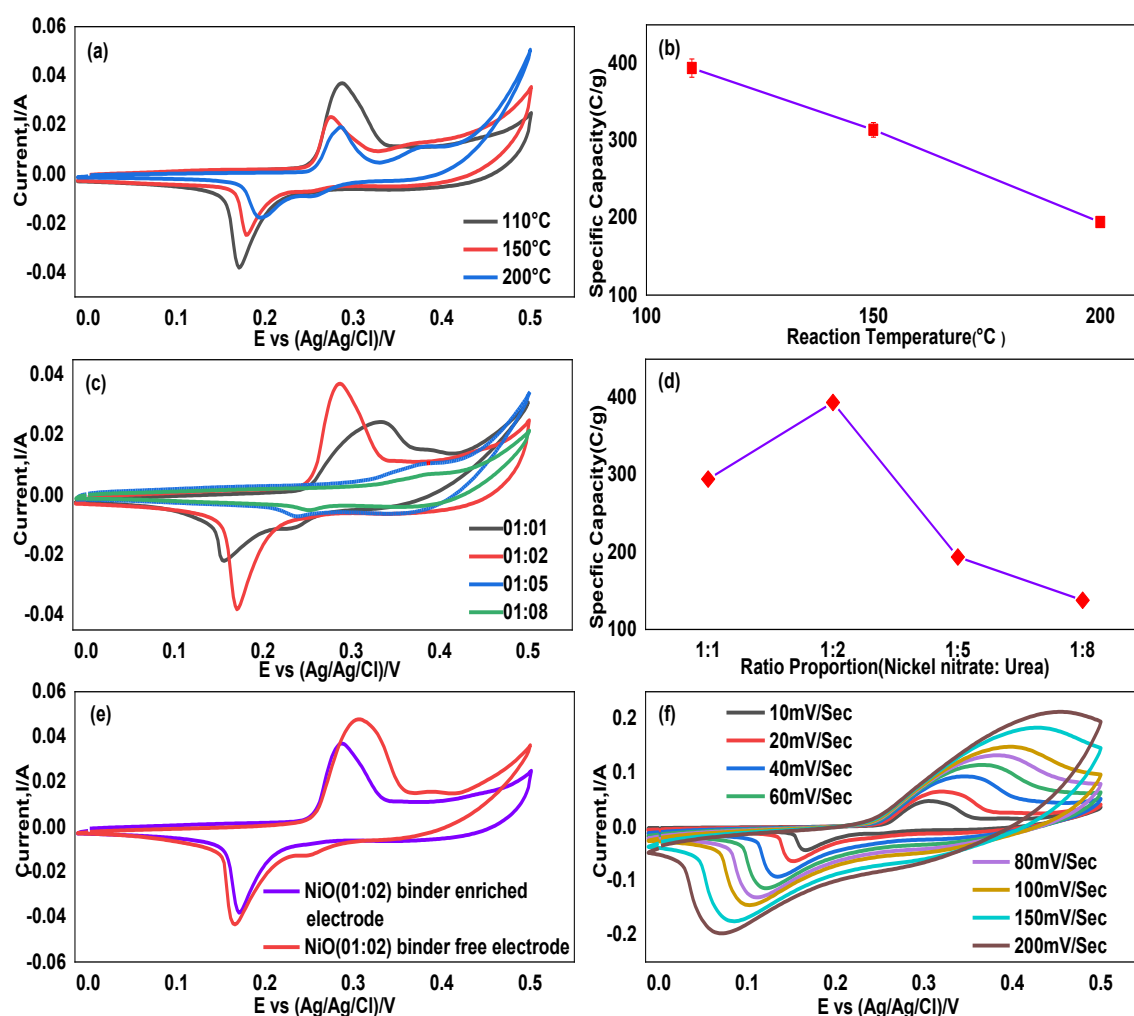 (a)
0.06
0.04
0.02
0.00
-0.02
-0.04
Current,I/A
110°C
150°C
200°C
0.0 0.1 0.2 0.3 0.4 0.5
E vs (Ag/Ag/Cl)/V
(b)
400
300
200
100
Specific Capacity(C/g)
100 150 200
Reaction Temperature(°C )
(c)
0.04
0.02
0.00
-0.02
-0.04
Current,I/A
01:01
01:02
01:05
01:08
0.0 0.1 0.2 0.3 0.4 0.5
E vs (Ag/Ag/Cl)/V
(d)
400
300
200
100
Specfic Capacity(C/g)
1:1 1:2 1:5 1:8
Ratio Proportion(Nickel nitrate: Urea)
(e)
0.06
0.04
0.02
0.00
-0.02
-0.04
-0.06
Current,I/A
NiO(01:02) binder enriched
electrode
NiO(01:02) binder free electrode
0.0 0.1 0.2 0.3 0.4 0.5
E vs (Ag/Ag/Cl)/V
(f)
0.2
0.1
0.0
-0.1
-0.2
Current,I/A
10mV/Sec
20mV/Sec
40mV/Sec
60mV/Sec
80mV/Sec
100mV/Sec
150mV/Sec
200mV/Sec
0.0 0.1 0.2 0.3 0.4 0.5
E vs (Ag/Ag/Cl)/V